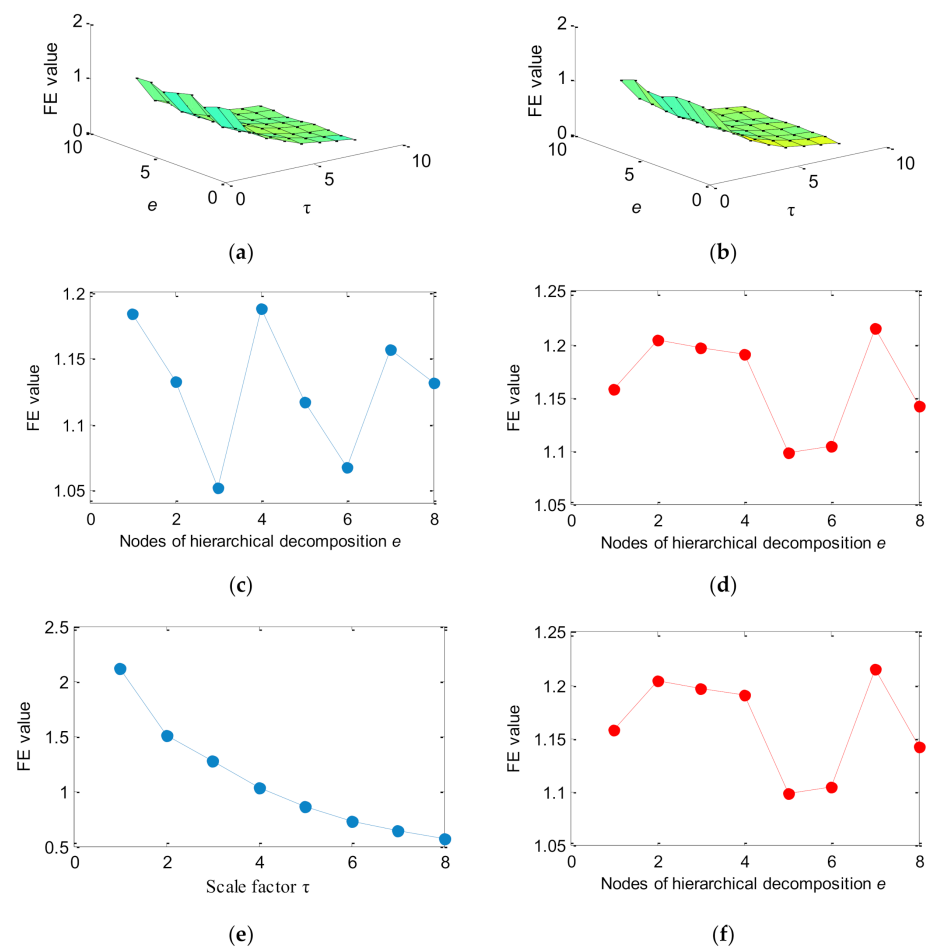 2
1
0
FE value
10
5
0
e
0
5
10
τ
(a)
2
1
0
FE value
10
5
0
e
0
5
10
τ
(b)
1.2
1.15
1.1
1.05
FE value
0 2 4 6 8
Nodes of hierarchical decomposition e
(c)
1.25
1.2
1.15
1.1
1.05
FE value
0 2 4 6 8
Nodes of hierarchical decomposition e
(d)
2.5
2
1.5
1
0.5
FE value
0 2 4 6 8
Scale factor τ
(e)
1.25
1.2
1.15
1.1
1.05
FE value
0 2 4 6 8
Nodes of hierarchical decomposition e
(f)